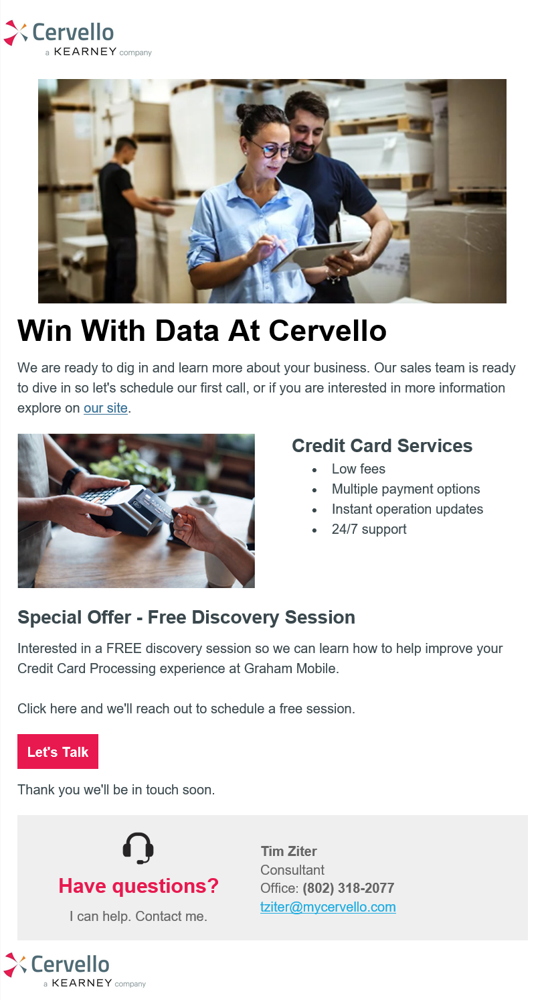 Cervello
a KEARNEY company
Win With Data At Cervello
We are ready to dig in and learn more about your business. Our sales team is ready
to dive in so let's schedule our first call, or if you are interested in more information
explore on our site.
Credit Card Services
• Low fees
• Multiple payment options
• Instant operation updates
• 24/7 support
Special Offer - Free Discovery Session
Interested in a FREE discovery session so we can learn how to help improve your
Credit Card Processing experience at Graham Mobile.
Click here and we'll reach out to schedule a free session.
Let's Talk
Thank you we'll be in touch soon.
Have questions?
I can help. Contact me.
Tim Ziter
Consultant
Office: (802) 318-2077
tziter@mycervello.com
Cervello
a KEARNEY company